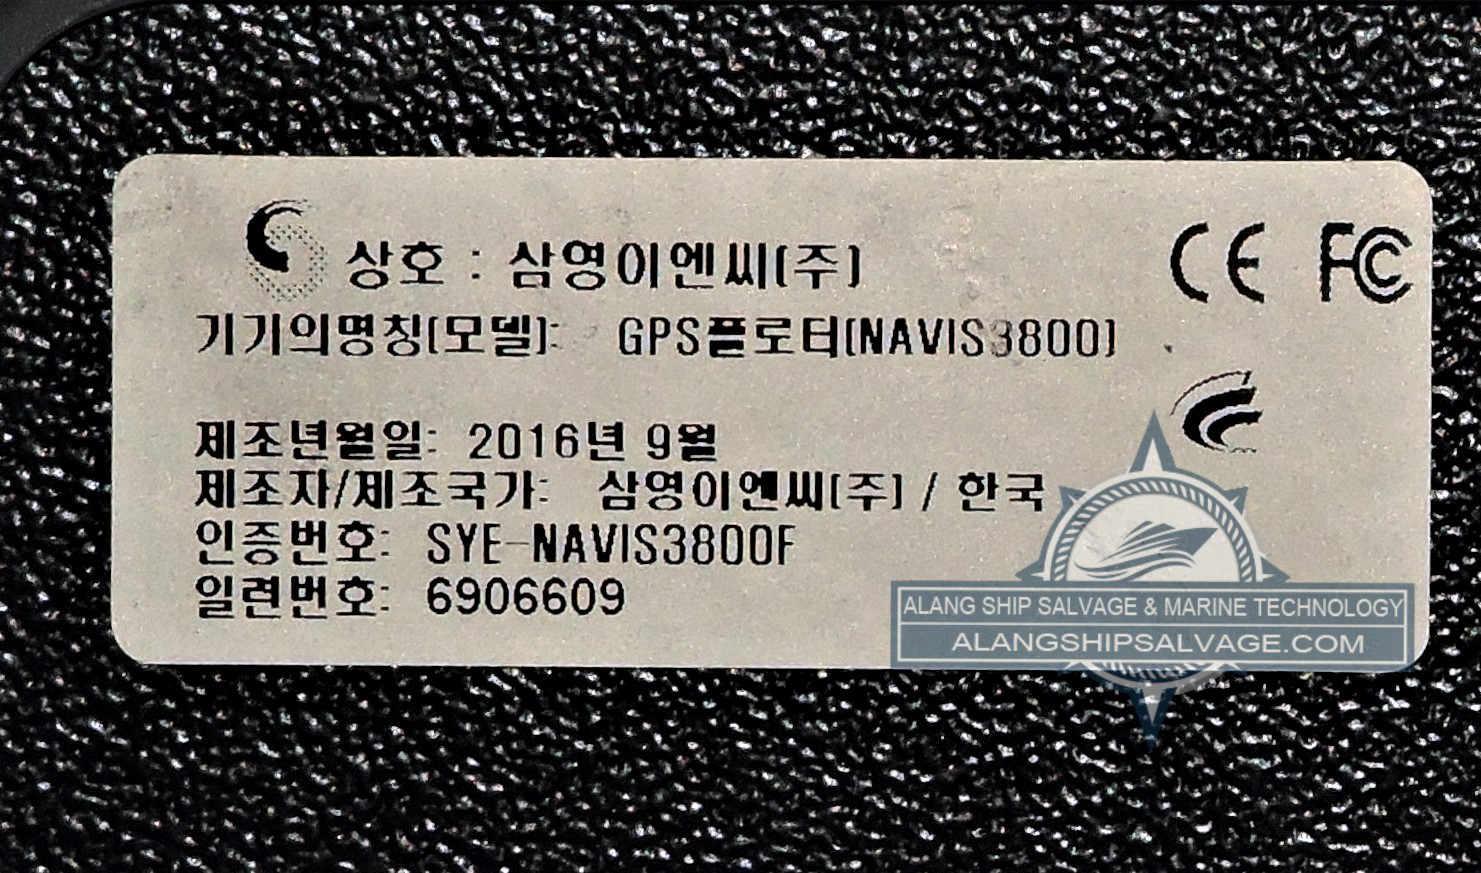 상호 : 삼영이엔씨(주)
CE FC
기기의명칭(모델): GPS플로터(NAVIS3800)
제조년월일: 2016년 9월
제조자/제조국가: 삼영이엔씨(주) / 한국
인증번호: SYE-NAVIS3800F
일련번호: 6906609
ALANG SHIP SALVAGE & MARINE TECHNOLOGY
ALANGSHIPSALVAGE.COM